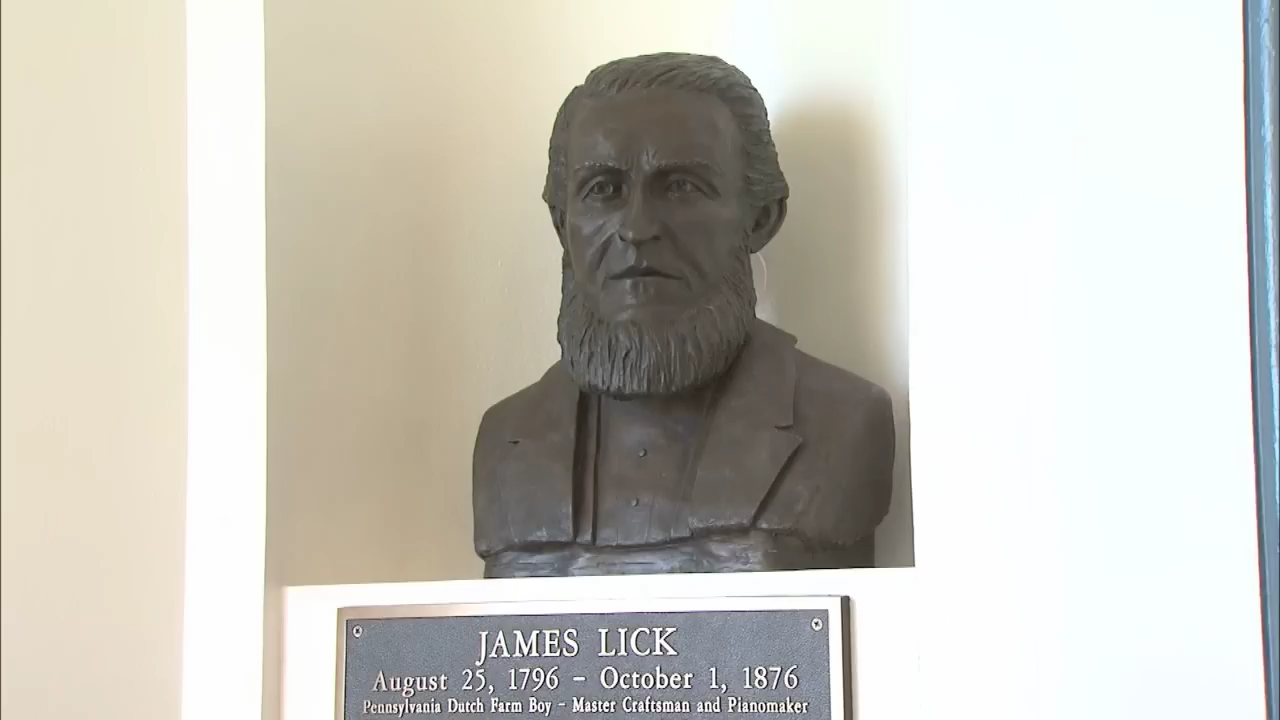 JAMES LICK
August 25, 1796 – October 1, 1876
Pennsylvania Dutch Farm Boy – Master Craftsman and Pianomaker